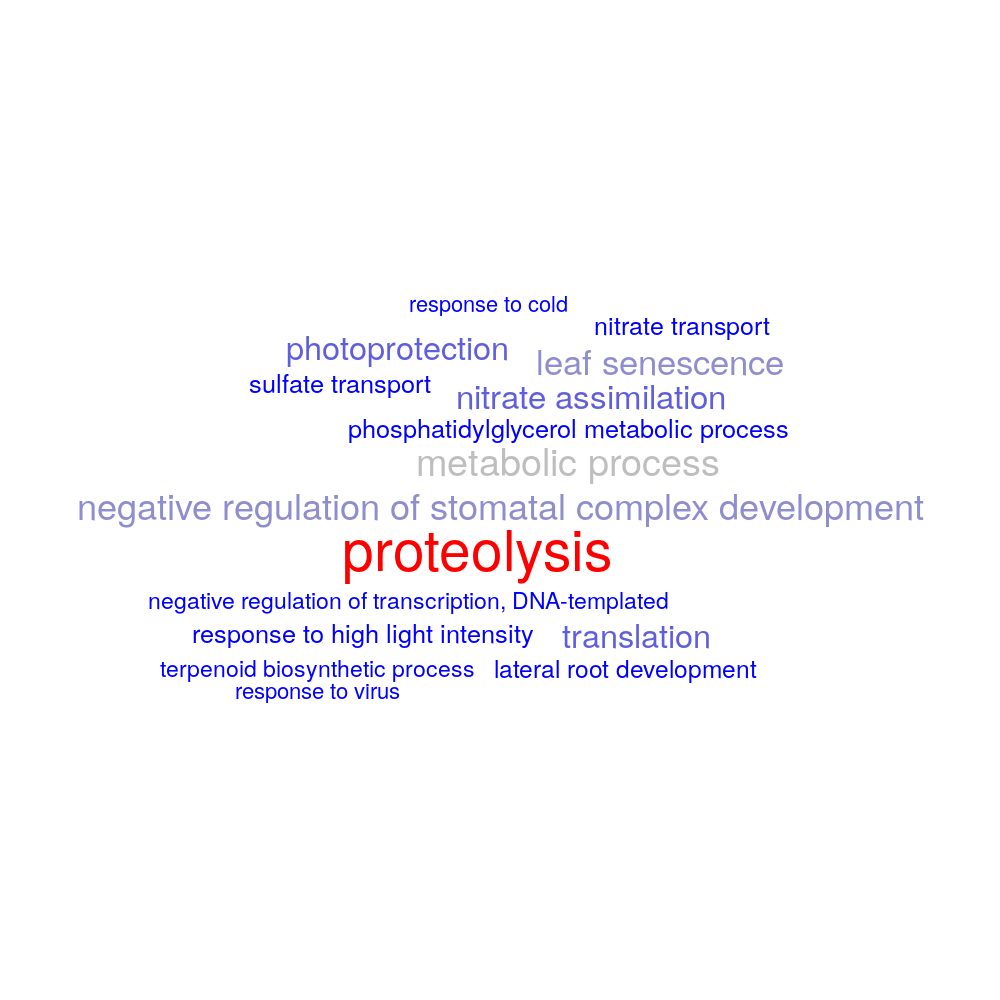 response to cold
nitrate transport
photoprotection
leaf senescence
sulfate transport
nitrate assimilation
phosphatidylglycerol metabolic process
metabolic process
negative regulation of stomatal complex development
proteolysis
negative regulation of transcription, DNA-templated
response to high light intensity
translation
terpenoid biosynthetic process
lateral root development
response to virus